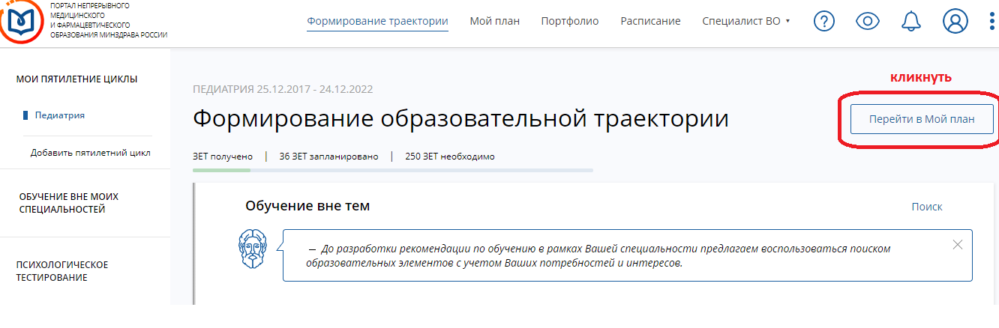 ПОРТАЛ НЕПРЕРЫВНОГО
МЕДИЦИНСКОГО
И ФАРМАЦЕВТИЧЕСКОГО
ОБРАЗОВАНИЯ МИНЗДРАВА РОССИИ
Формирование траектории Мой план Портфолио Расписание Специалист ВО
МОИ ПЯТИЛЕТНИЕ ЦИКЛЫ
Педиатрия
Добавить пятилетний цикл
ОБУЧЕНИЕ ВНЕ МОИХ
СПЕЦИАЛЬНОСТЕЙ
ПСИХОЛОГИЧЕСКОЕ
ТЕСТИРОВАНИЕ
кликнуть
ПЕДИАТРИЯ 25.12.2017 - 24.12.2022
Формирование образовательной траектории
Перейти в Мой план
ЗЕТ получено | 36 ЗЕТ запланировано | 250 ЗЕТ необходимо
Обучение вне тем
Поиск
— До разработки рекомендации по обучению в рамках Вашей специальности предлагаем воспользоваться поиском
образовательных элементов с учетом Ваших потребностей и интересов.